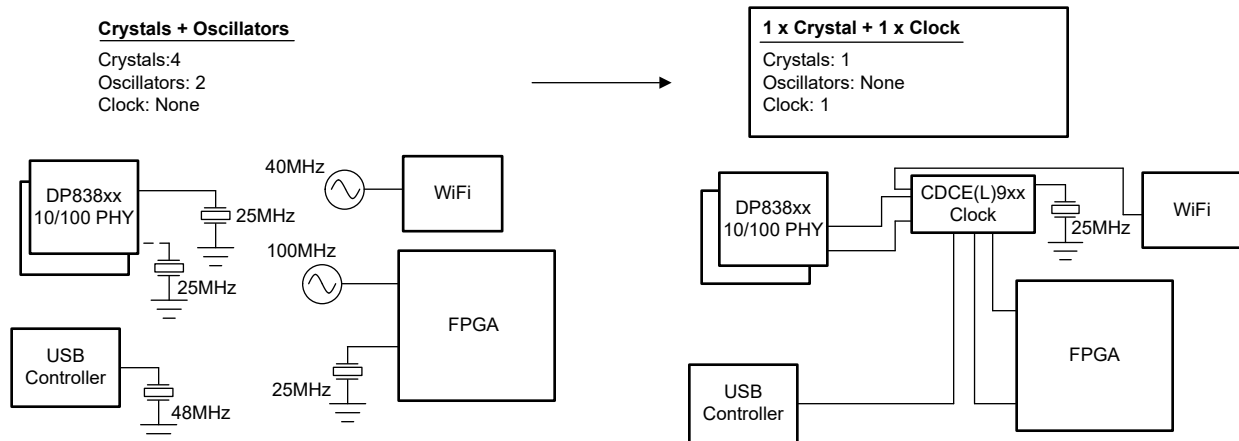 Crystals + Oscillators
Crystals:4
Oscillators: 2
Clock: None
1 x Crystal + 1 x Clock
Crystals: 1
Oscillators: None
Clock: 1
DP838xx
10/100 PHY
25MHz
25MHz
40MHz
WiFi
100MHz
FPGA
25MHz
USB
Controller
48MHz
DP838xx
10/100 PHY
CDCE(L)9xx
Clock
25MHz
WiFi
FPGA
USB
Controller